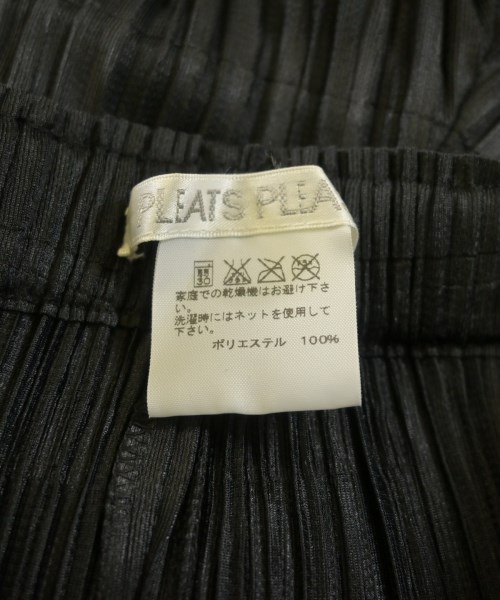 PLEATS PLEA
家庭での乾燥機はお避け下さ
い。
洗濯時にはネットを使用して
下さい。
ポリエステル 100%